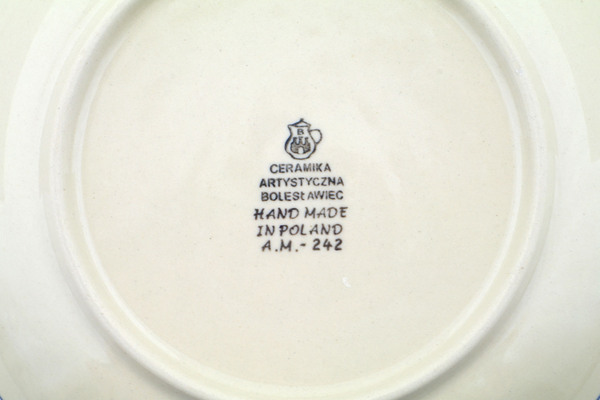 B
CERAMIKA
ARTYSTYCZNA
BOLESŁAWIEC
HAND MADE
IN POLAND
A.M.- 242